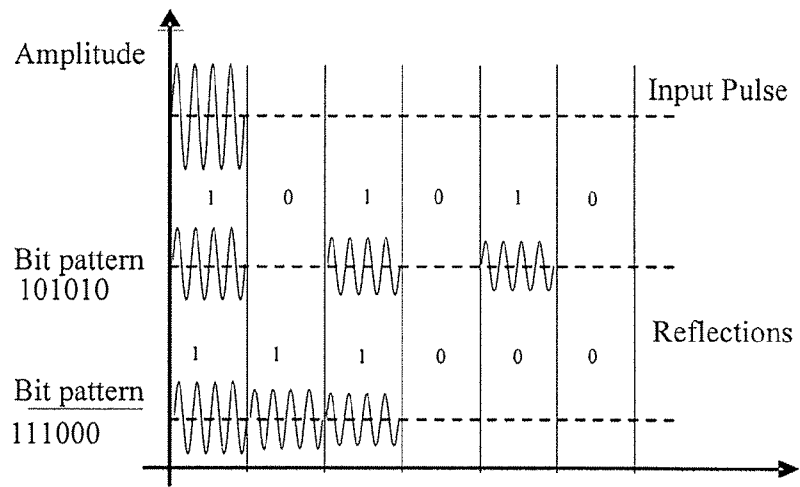 Amplitude
Input Pulse
1 0 1 0 1 0
Bit pattern
101010
Reflections
1 1 1 0 0 0
Bit pattern
111000